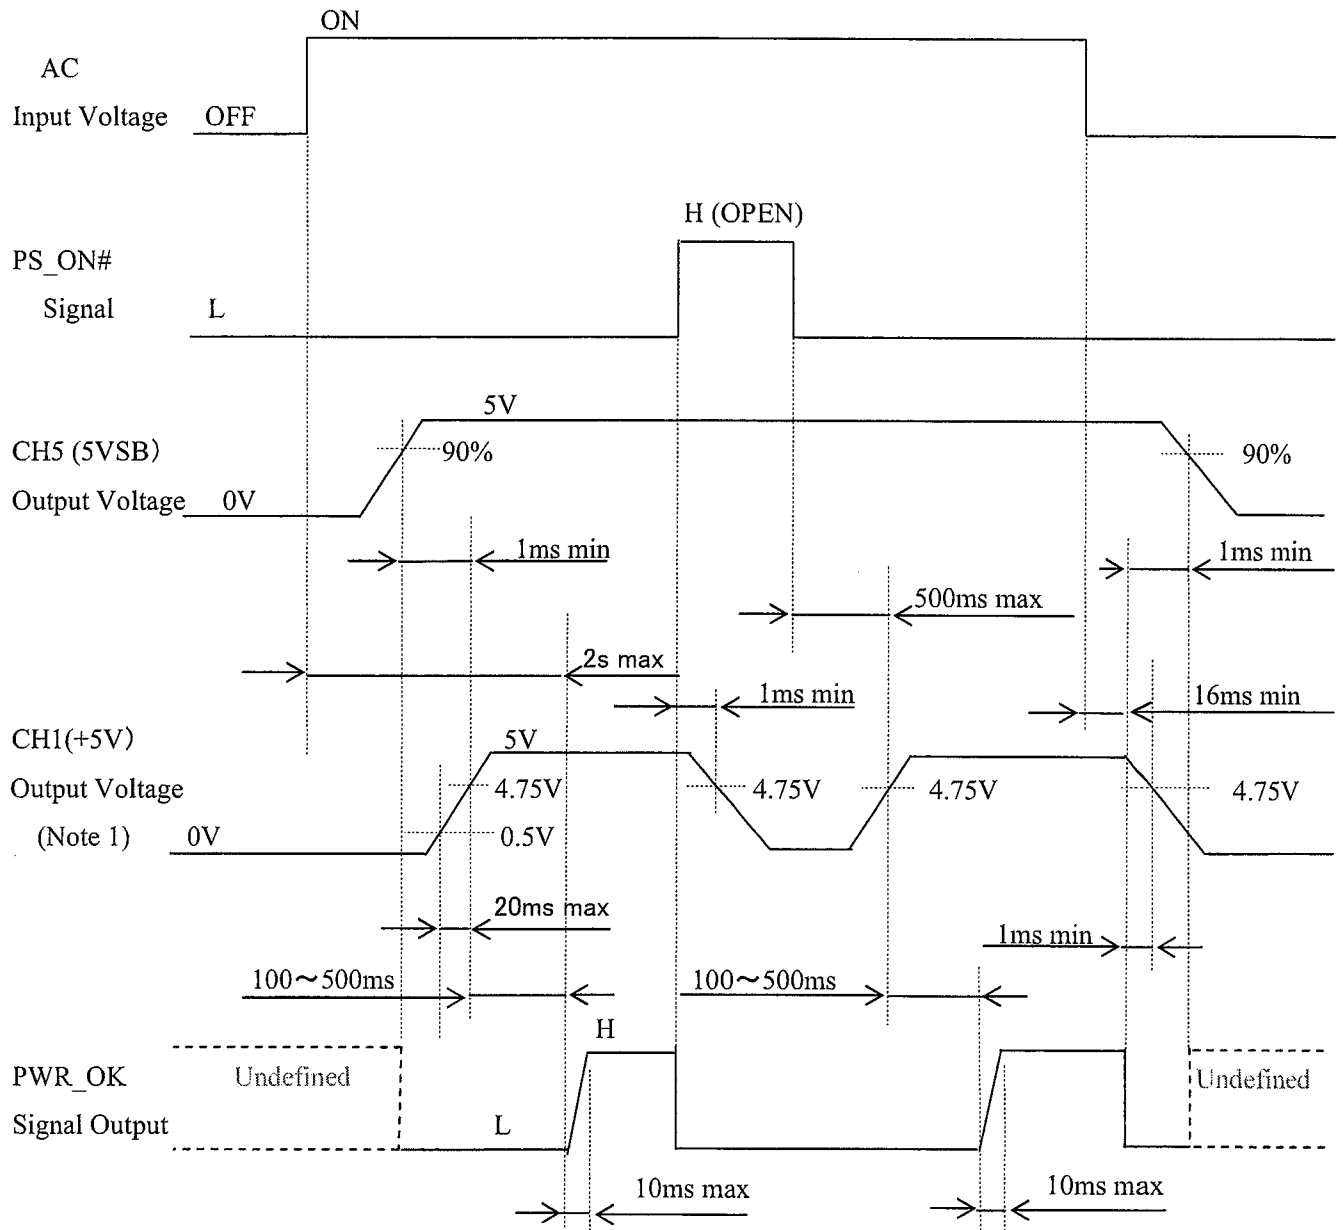 ON
AC
Input Voltage OFF
H (OPEN)
PS_ON#
Signal L
5V
CH5 (5VSB)
90%
90%
Output Voltage 0V
1ms min
1ms min
500ms max
2s max
1ms min
16ms min
CH1(+5V)
5V
Output Voltage
4.75V
4.75V
4.75V
4.75V
(Note 1) 0V
0.5V
20ms max
1ms min
100~500ms
100~500ms
H
PWR_OK
Undefined
Undefined
Signal Output
L
10ms max
10ms max